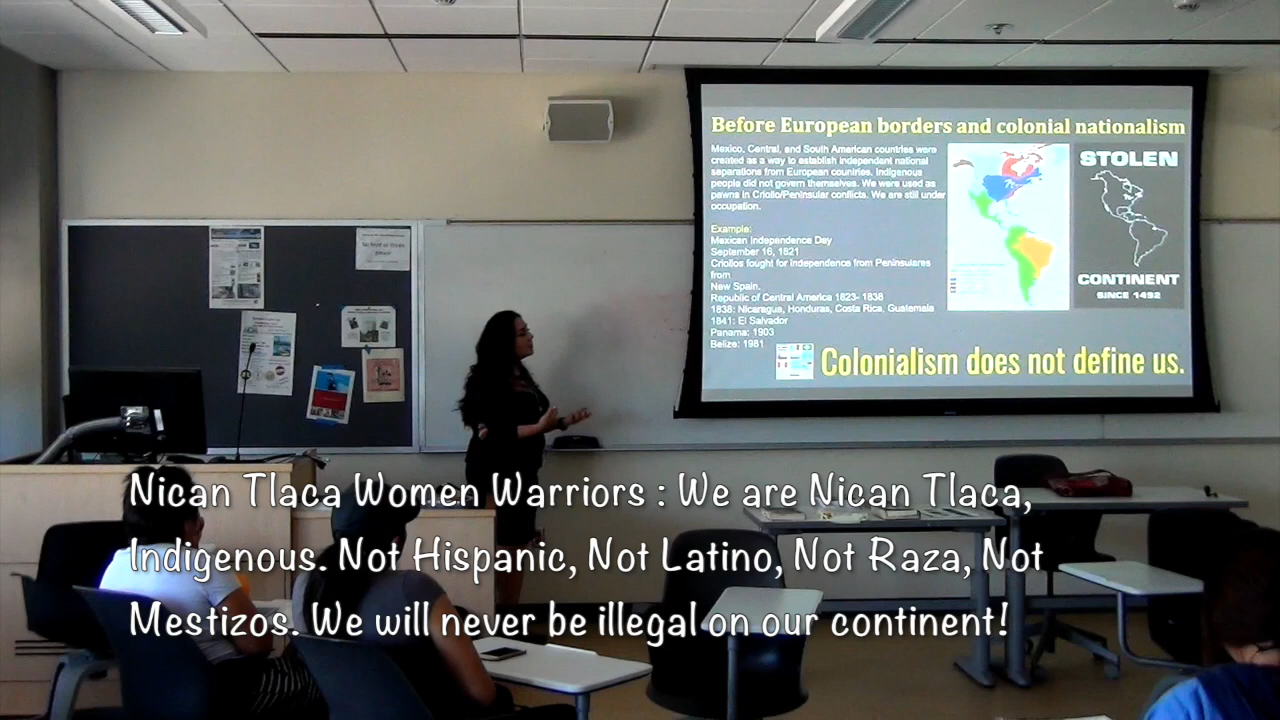 Before European borders and colonial nationalism
Mexico, Central, and South American countries were
created as a way to establish independent national
separations from European countries. Indigenous
people did not govern themselves. We were used as
pawns in Criollo/Peninsular conflicts. We are still under
occupation.
Example:
Mexican Independence Day
September 16, 1821
Criollos fought for independence from Peninsulares
from
New Spain.
Republic of Central America 1823- 1838
1838: Nicaragua, Honduras, Costa Rica, Guatemala
1841: El Salvador
Panama: 1903
Belize: 1981
STOLEN
CONTINENT
SINCE 1492
Colonialism does not define us.
Nican Tlaca Women Warriors : We are Nican Tlaca,
Indigenous. Not Hispanic, Not Latino, Not Raza, Not
Mestizos. We will never be illegal on our continent!